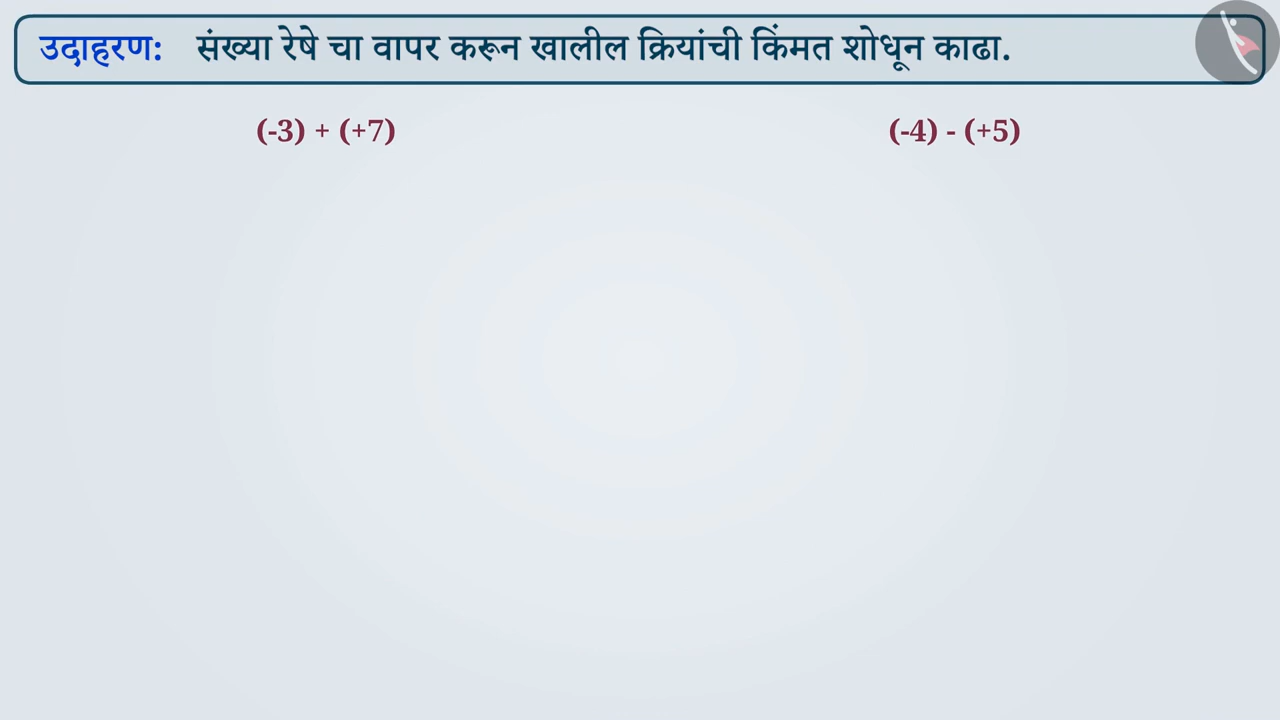 उदाहरण: संख्या रेषे चा वापर करून खालील क्रियांची किंमत शोधून काढा.
(-3) + (+7) (-4) - (+5)